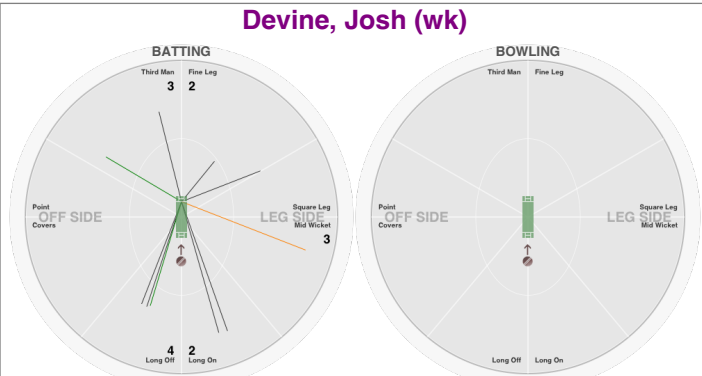 Devine, Josh (wk)
BATTING
Third Man Fine Leg
3 2
Point Square Leg
OFF SIDE LEG SIDE
Covers Mid Wicket
3
4 2
Long Off Long On
BOWLING
Third Man Fine Leg
Point Square Leg
OFF SIDE LEG SIDE
Covers Mid Wicket
Long Off Long On